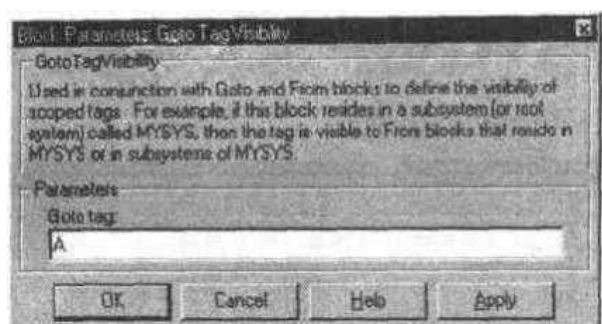 Block Parameters: Goto Tag Visibility
GotoTagVisibility
Used in conjunction with Goto and From blocks to define the visibility of
scoped tags. For example, if this block resides in a subsystem (or root
system) called MYSYS, then the tag is visible to From blocks that reside in
MYSYS or in subsystems of MYSYS.
Parameters
Goto tag:
A
OK Cancel Help Apply